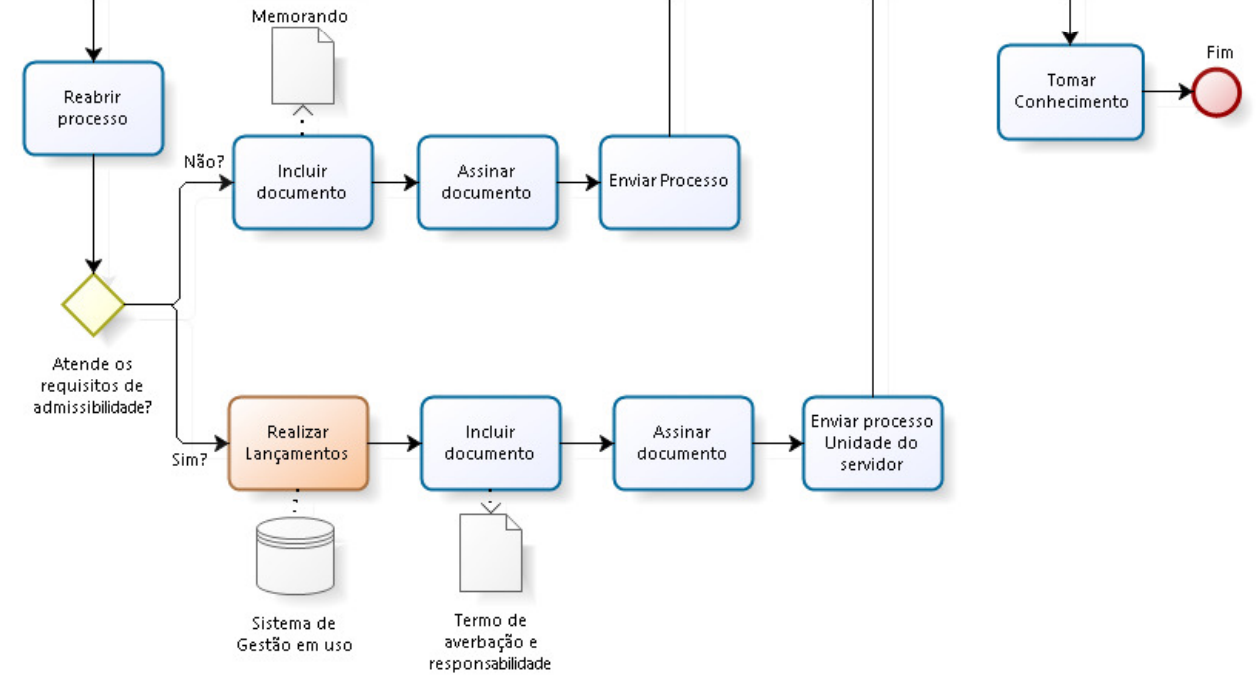 Memorando
Reabrir
processo
Não?
Incluir
documento
Assinar
documento
Enviar Processo
Tomar
Conhecimento
Fim
Atende os
requisitos de
admissibilidade?
Sim?
Realizar
Lançamentos
Incluir
documento
Assinar
documento
Enviar processo
Unidade do
servidor
Sistema de
Gestão em uso
Termo de
averbação e
responsabilidade